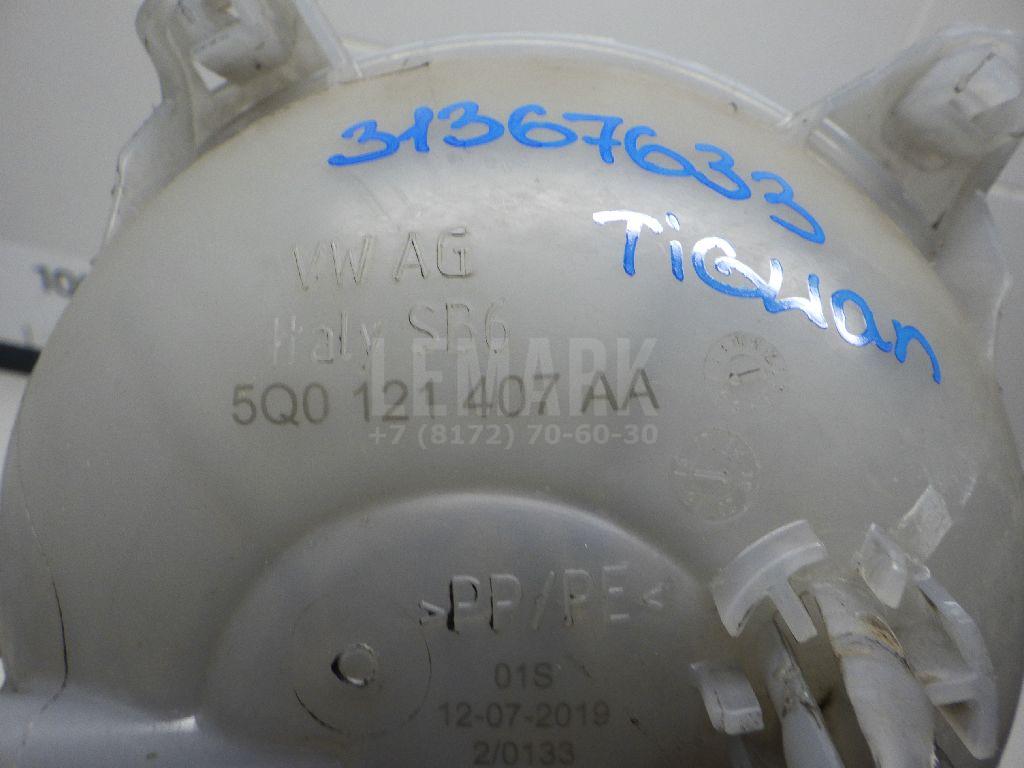 31367633
TiGuan
VW AG
10
Italy SB6
LEMARK
5Q0 121 407 AA
+7 (8172) 70-60-30
>PP/PE<
01S
12-07-2019
2/0133